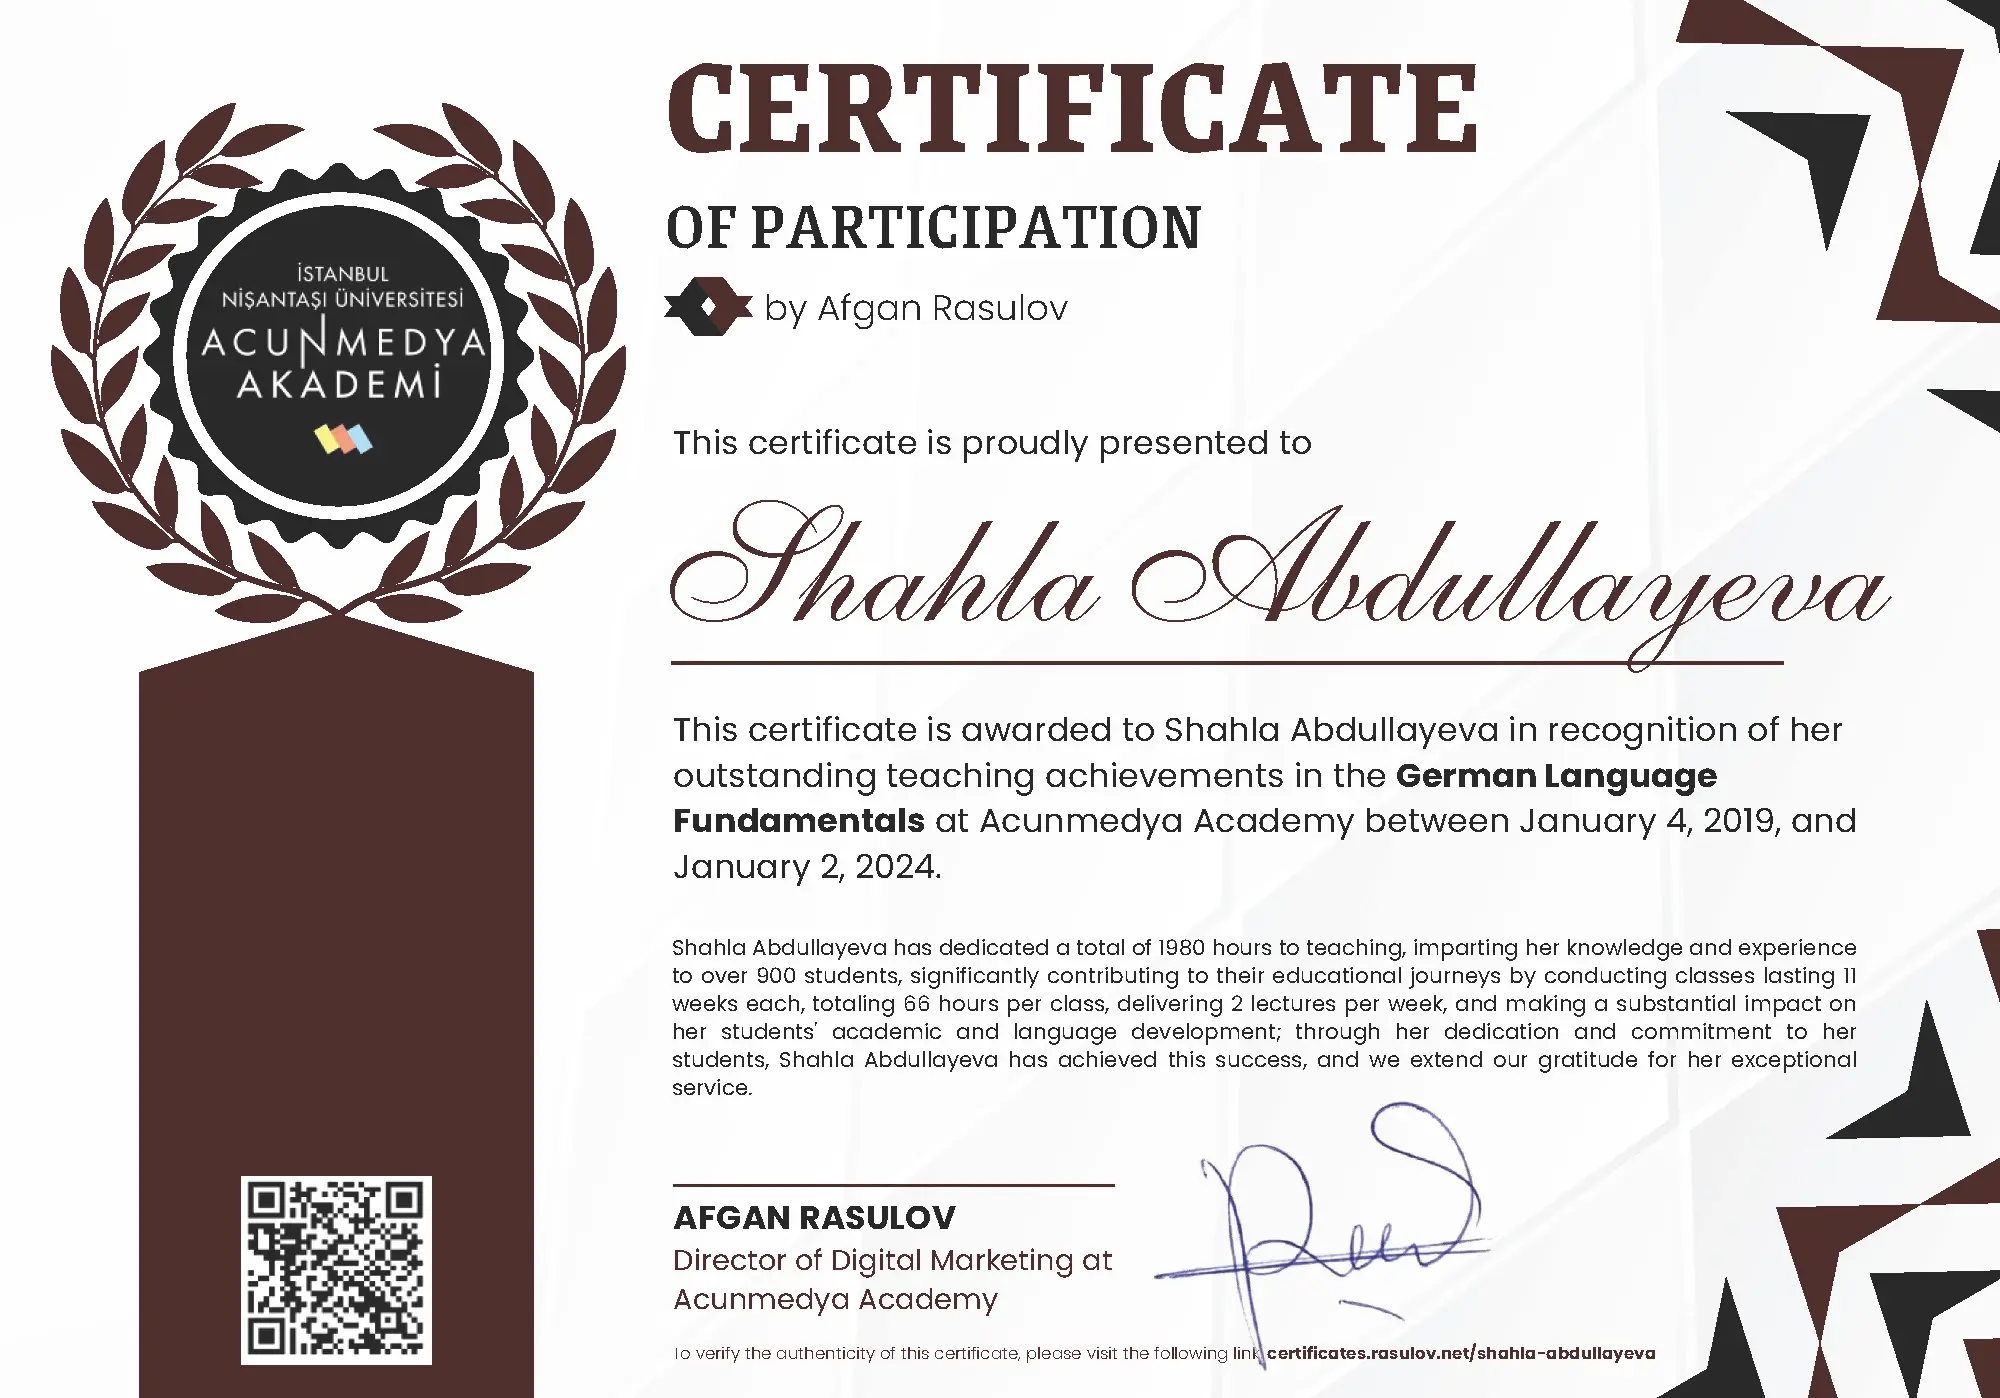 CERTIFICATE
OF PARTICIPATION
by Afgan Rasulov
İSTANBUL
NİŞANTAŞI ÜNİVERSİTESİ
ACUNMEDYA
AKADEMİ
This certificate is proudly presented to
Shahla Abdullayeva
This certificate is awarded to Shahla Abdullayeva in recognition of her
outstanding teaching achievements in the German Language
Fundamentals at Acunmedya Academy between January 4, 2019, and
January 2, 2024.
Shahla Abdullayeva has dedicated a total of 1980 hours to teaching, imparting her knowledge and experience
to over 900 students, significantly contributing to their educational journeys by conducting classes lasting 11
weeks each, totaling 66 hours per class, delivering 2 lectures per week, and making a substantial impact on
her students' academic and language development; through her dedication and commitment to her
students, Shahla Abdullayeva has achieved this success, and we extend our gratitude for her exceptional
service.
AFGAN RASULOV
Director of Digital Marketing at
Acunmedya Academy
To verify the authenticity of this certificate, please visit the following link certificates.rasulov.net/shahla-abdullayeva